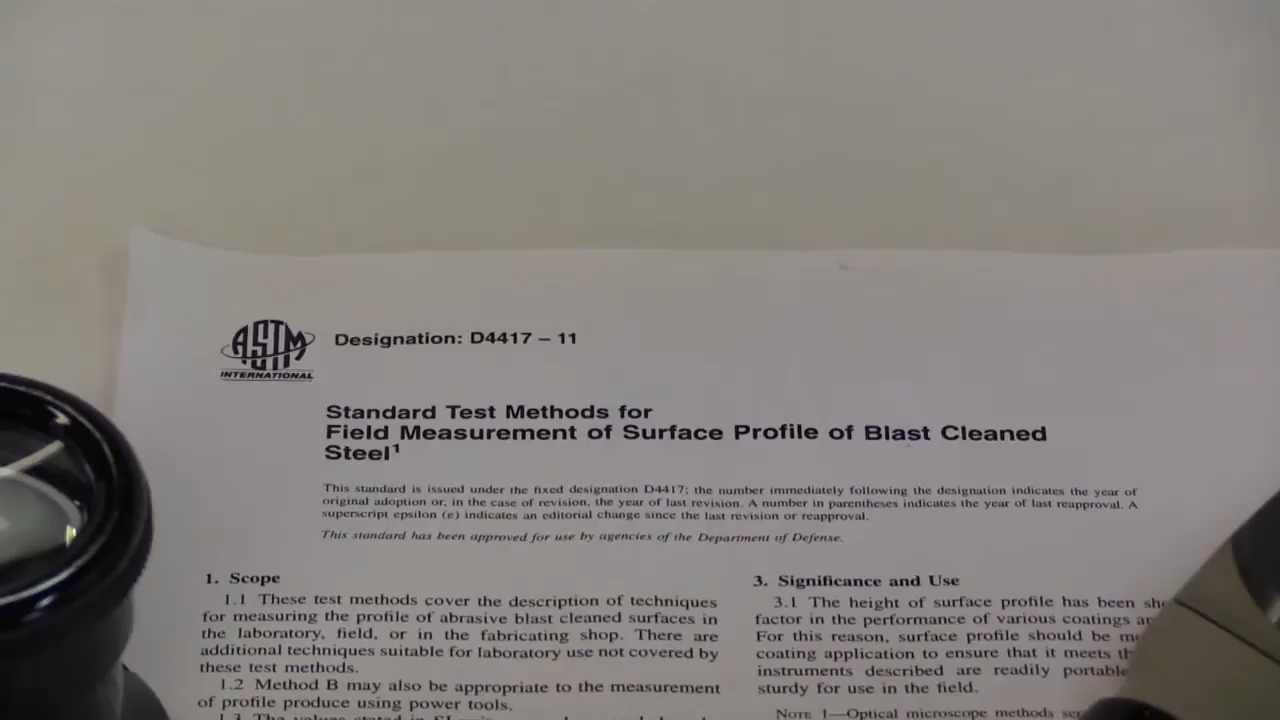 ASTM
INTERNATIONAL
Designation: D4417 – 11
Standard Test Methods for
Field Measurement of Surface Profile of Blast Cleaned
Steel¹
This standard is issued under the fixed designation D4417; the number immediately following the designation indicates the year of
original adoption or, in the case of revision, the year of last revision. A number in parentheses indicates the year of last reapproval. A
superscript epsilon (ε) indicates an editorial change since the last revision or reapproval.
This standard has been approved for use by agencies of the Department of Defense.
1. Scope
1.1 These test methods cover the description of techniques
for measuring the profile of abrasive blast cleaned surfaces in
the laboratory, field, or in the fabricating shop. There are
additional techniques suitable for laboratory use not covered by
these test methods.
1.2 Method B may also be appropriate to the measurement
of profile produce using power tools.
1.3 The values stated in SI
3. Significance and Use
3.1 The height of surface profile has been
factor in the performance of various coatings
For this reason, surface profile should be
coating application to ensure that it meets
instruments described are readily portable
sturdy for use in the field.
NOTE 1—Optical microscope methods